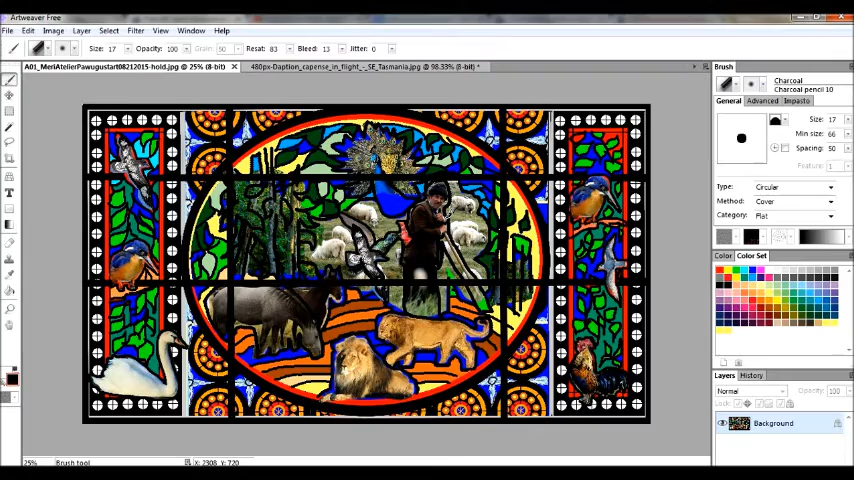 Artweaver Free
File Edit Image Layer Select Filter View Window Help
Size: 17 Opacity: 100 Grain: 50 Resat: 83 Bleed: 13 Jitter: 0
A01_MeriAtelierPawugustart08212015-hold.jpg @ 25% (8-bit) 480px-Daption_capense_in_flight_-_SE_Tasmania.jpg @ 98.33% (8-bit) *
Brush
Charcoal
Charcoal pencil 10
General Advanced Impasto
Size: 17
Min size: 66
Spacing: 50
Feature: 1
Type: Circular
Method: Cover
Category: Flat
Color Color Set
Layers History
Normal Opacity: 100
Lock:
Background
25% Brush tool X: 2308 Y: 720